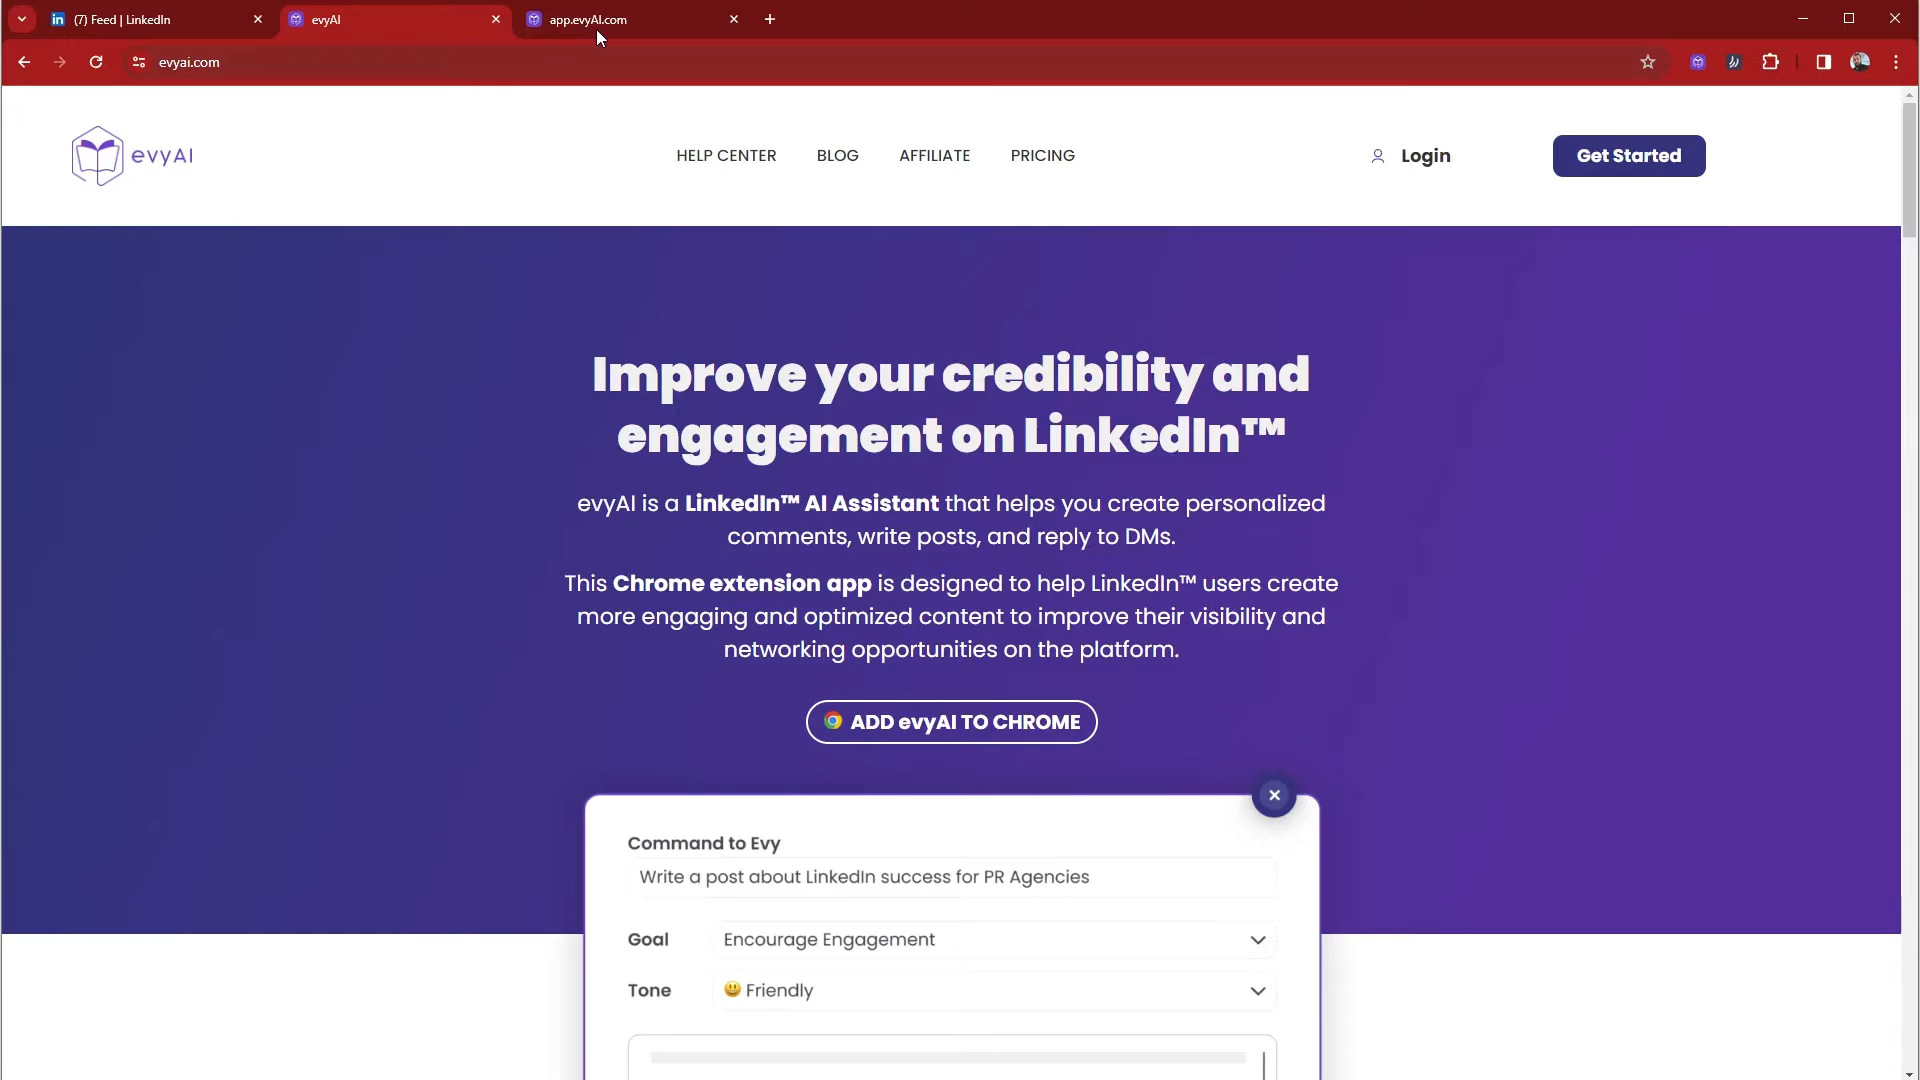 (7) Feed | LinkedIn
evyAI
app.evyAI.com
evyai.com
evyAI
HELP CENTER
BLOG
AFFILIATE
PRICING
Login
Get Started
Improve your credibility and
engagement on LinkedIn™
evyAI is a LinkedIn™ AI Assistant that helps you create personalized
comments, write posts, and reply to DMs.
This Chrome extension app is designed to help LinkedIn™ users create
more engaging and optimized content to improve their visibility and
networking opportunities on the platform.
ADD evyAI TO CHROME
Command to Evy
Write a post about LinkedIn success for PR Agencies
Goal
Encourage Engagement
Tone
😃 Friendly